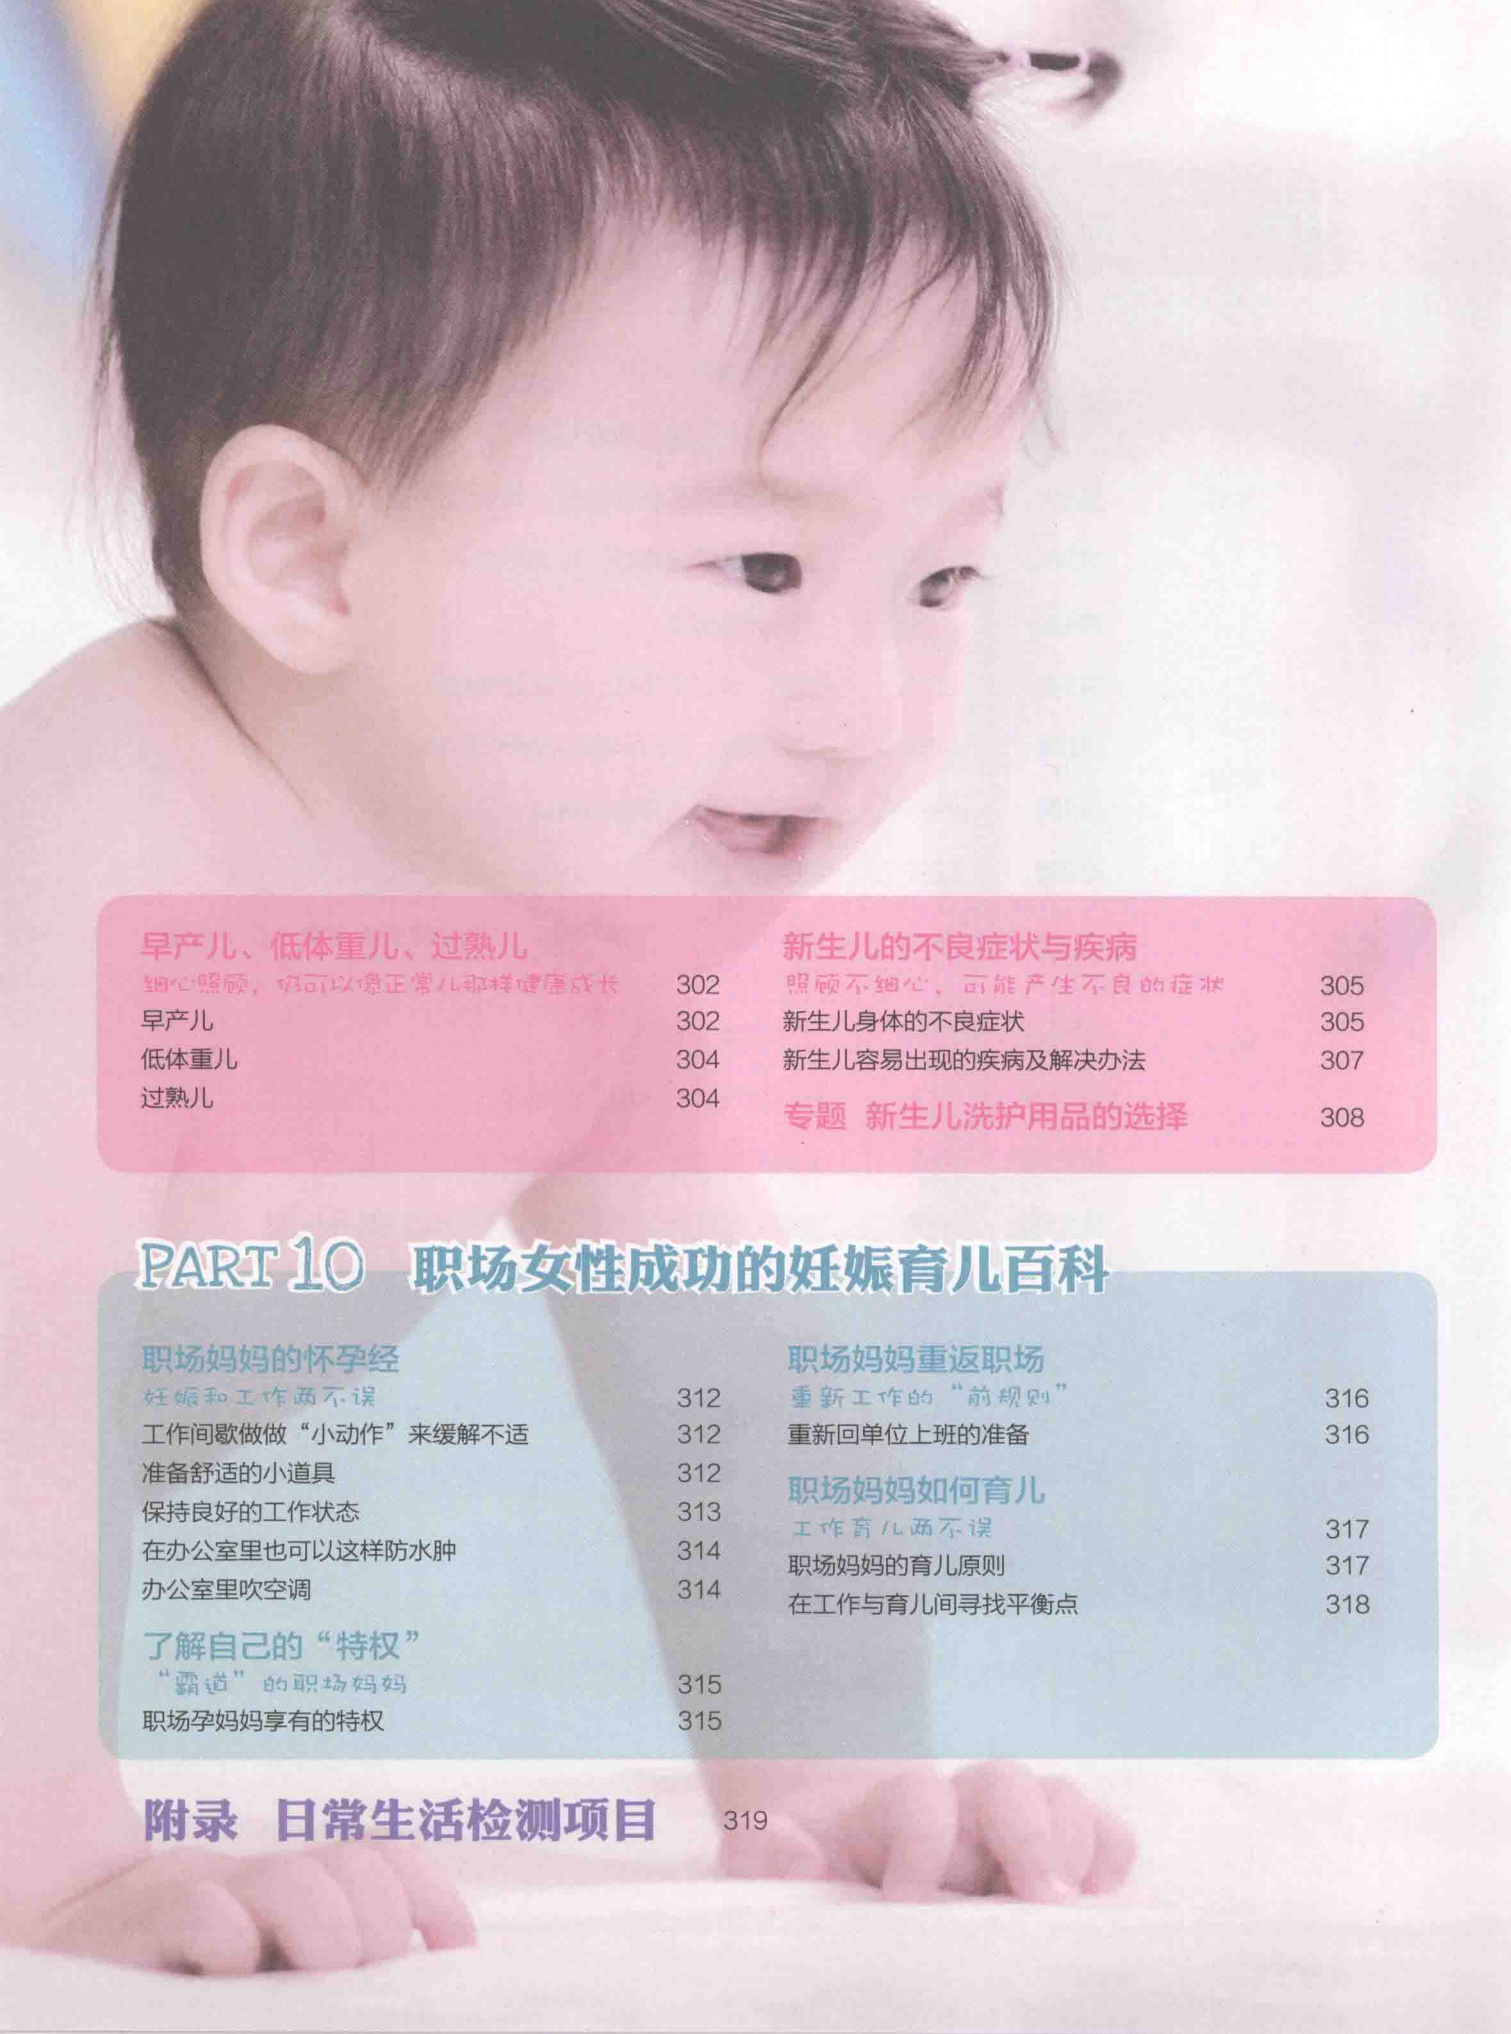 早产儿、低体重儿、过熟儿
细心照顾，仍可以像正常儿那样健康成长 302
早产儿 302
低体重儿 304
过熟儿 304
新生儿的不良症状与疾病
照顾不细心，可能产生不良的症状 305
新生儿身体的不良症状 305
新生儿容易出现的疾病及解决办法 307
专题 新生儿洗护用品的选择 308
PART 10 职场女性成功的妊娠育儿百科
职场妈妈的怀孕经
妊娠和工作两不误 312
工作间歇做做“小动作”来缓解不适 312
准备舒适的小道具 312
保持良好的工作状态 313
在办公室里也可以这样防水肿 314
办公室里吹空调 314
了解自己的“特权”
“霸道”的职场妈妈 315
职场孕妈妈享有的特权 315
职场妈妈重返职场
重新工作的“前规则” 316
重新回单位上班的准备 316
职场妈妈如何育儿
工作育儿两不误 317
职场妈妈的育儿原则 317
在工作与育儿间寻找平衡点 318
附录 日常生活检测项目 319